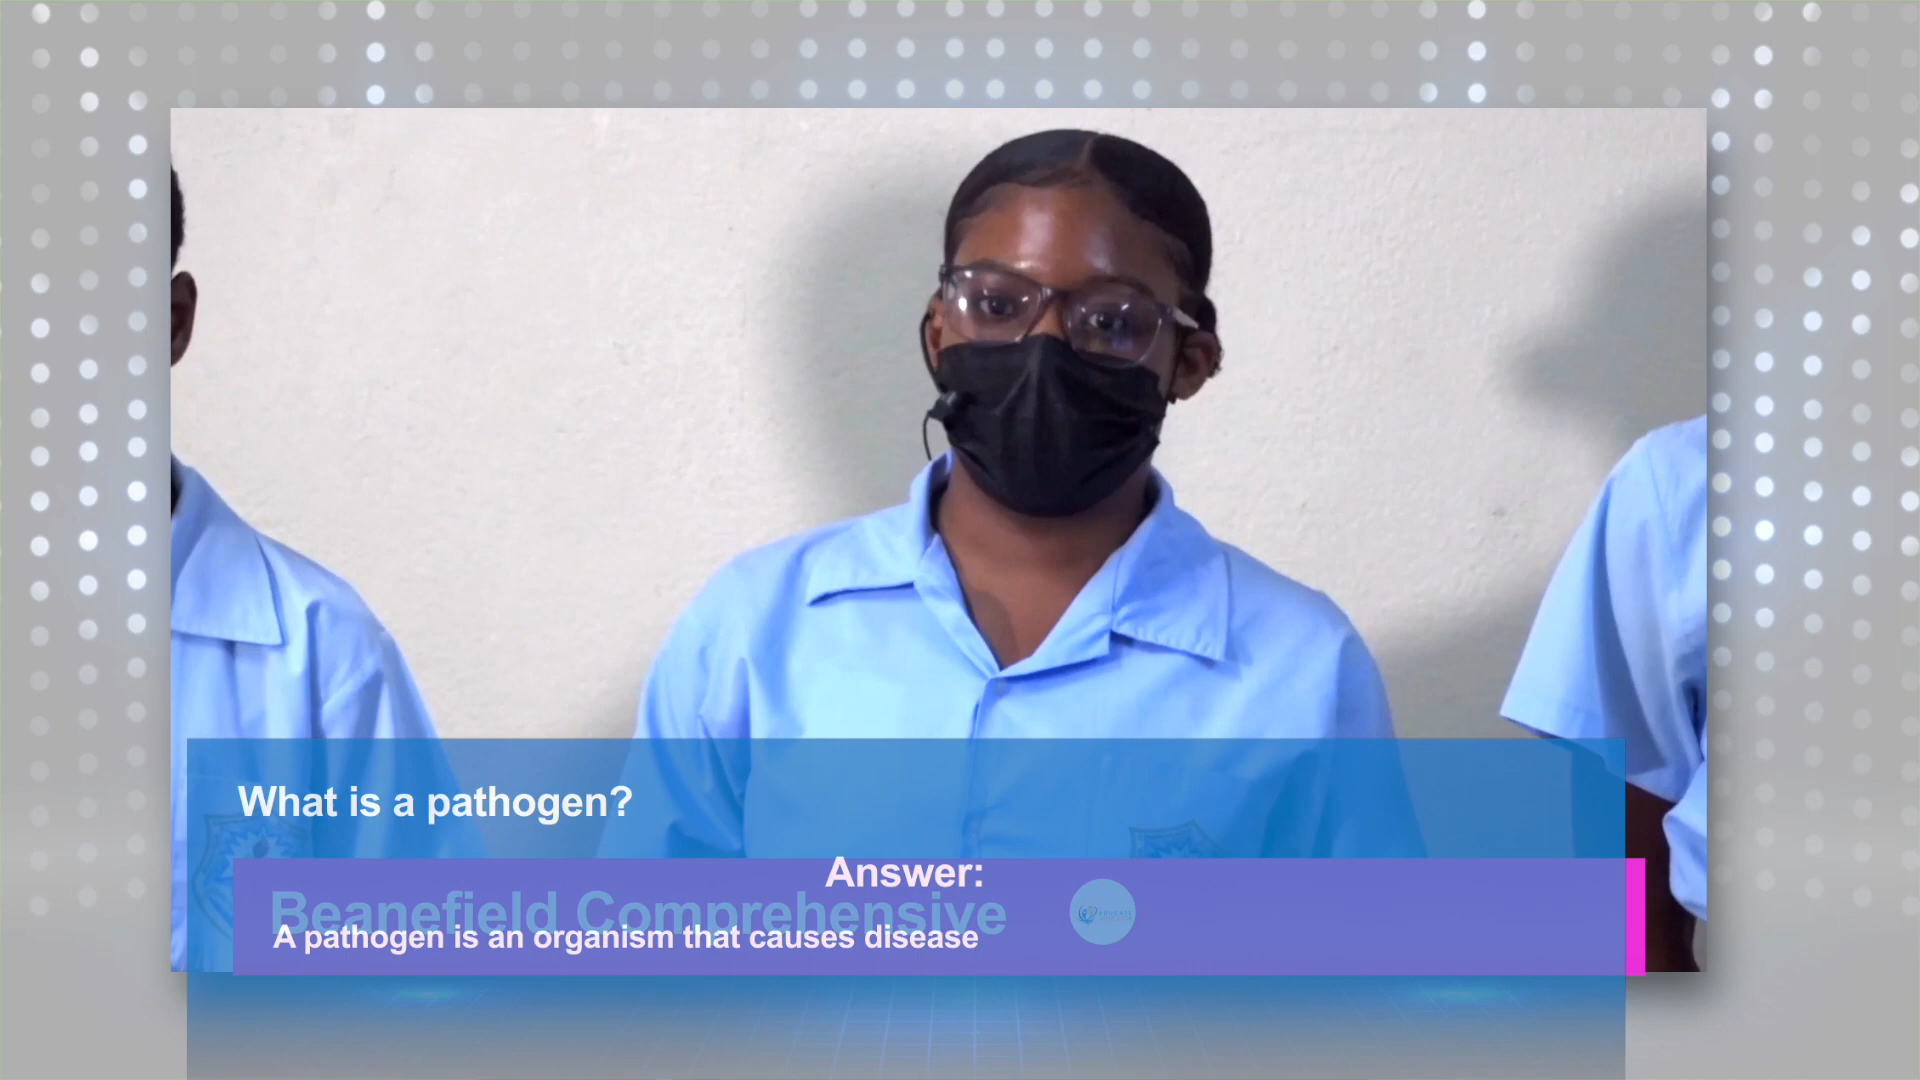 What is a pathogen?
Answer:
Beanefield Comprehensive
A pathogen is an organism that causes disease